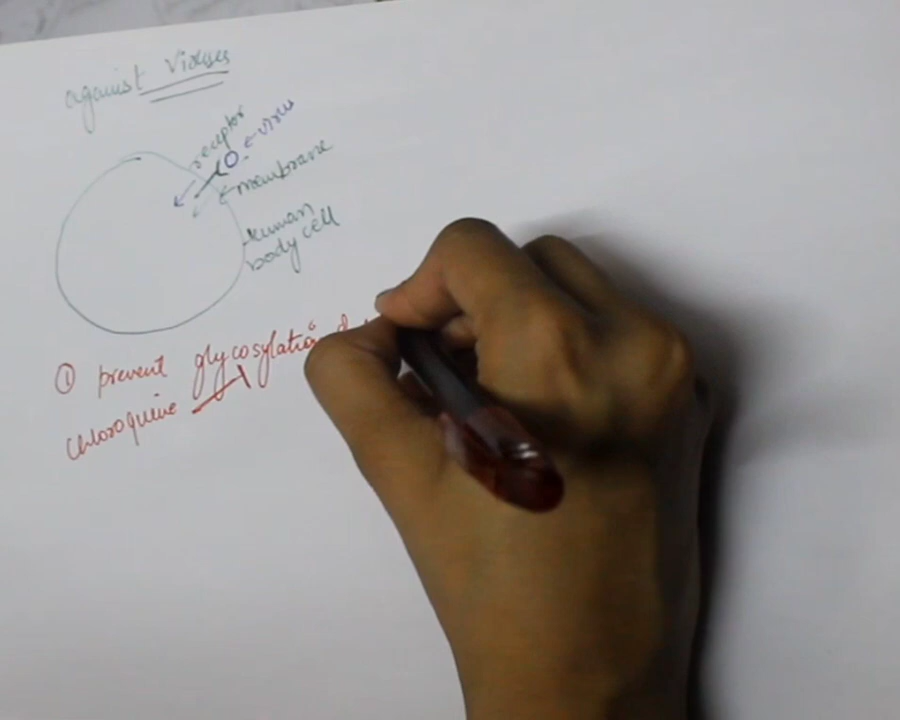 against Viruses
receptor
virus
membrane
human
body cell
① prevent glycosylation
chloroquine